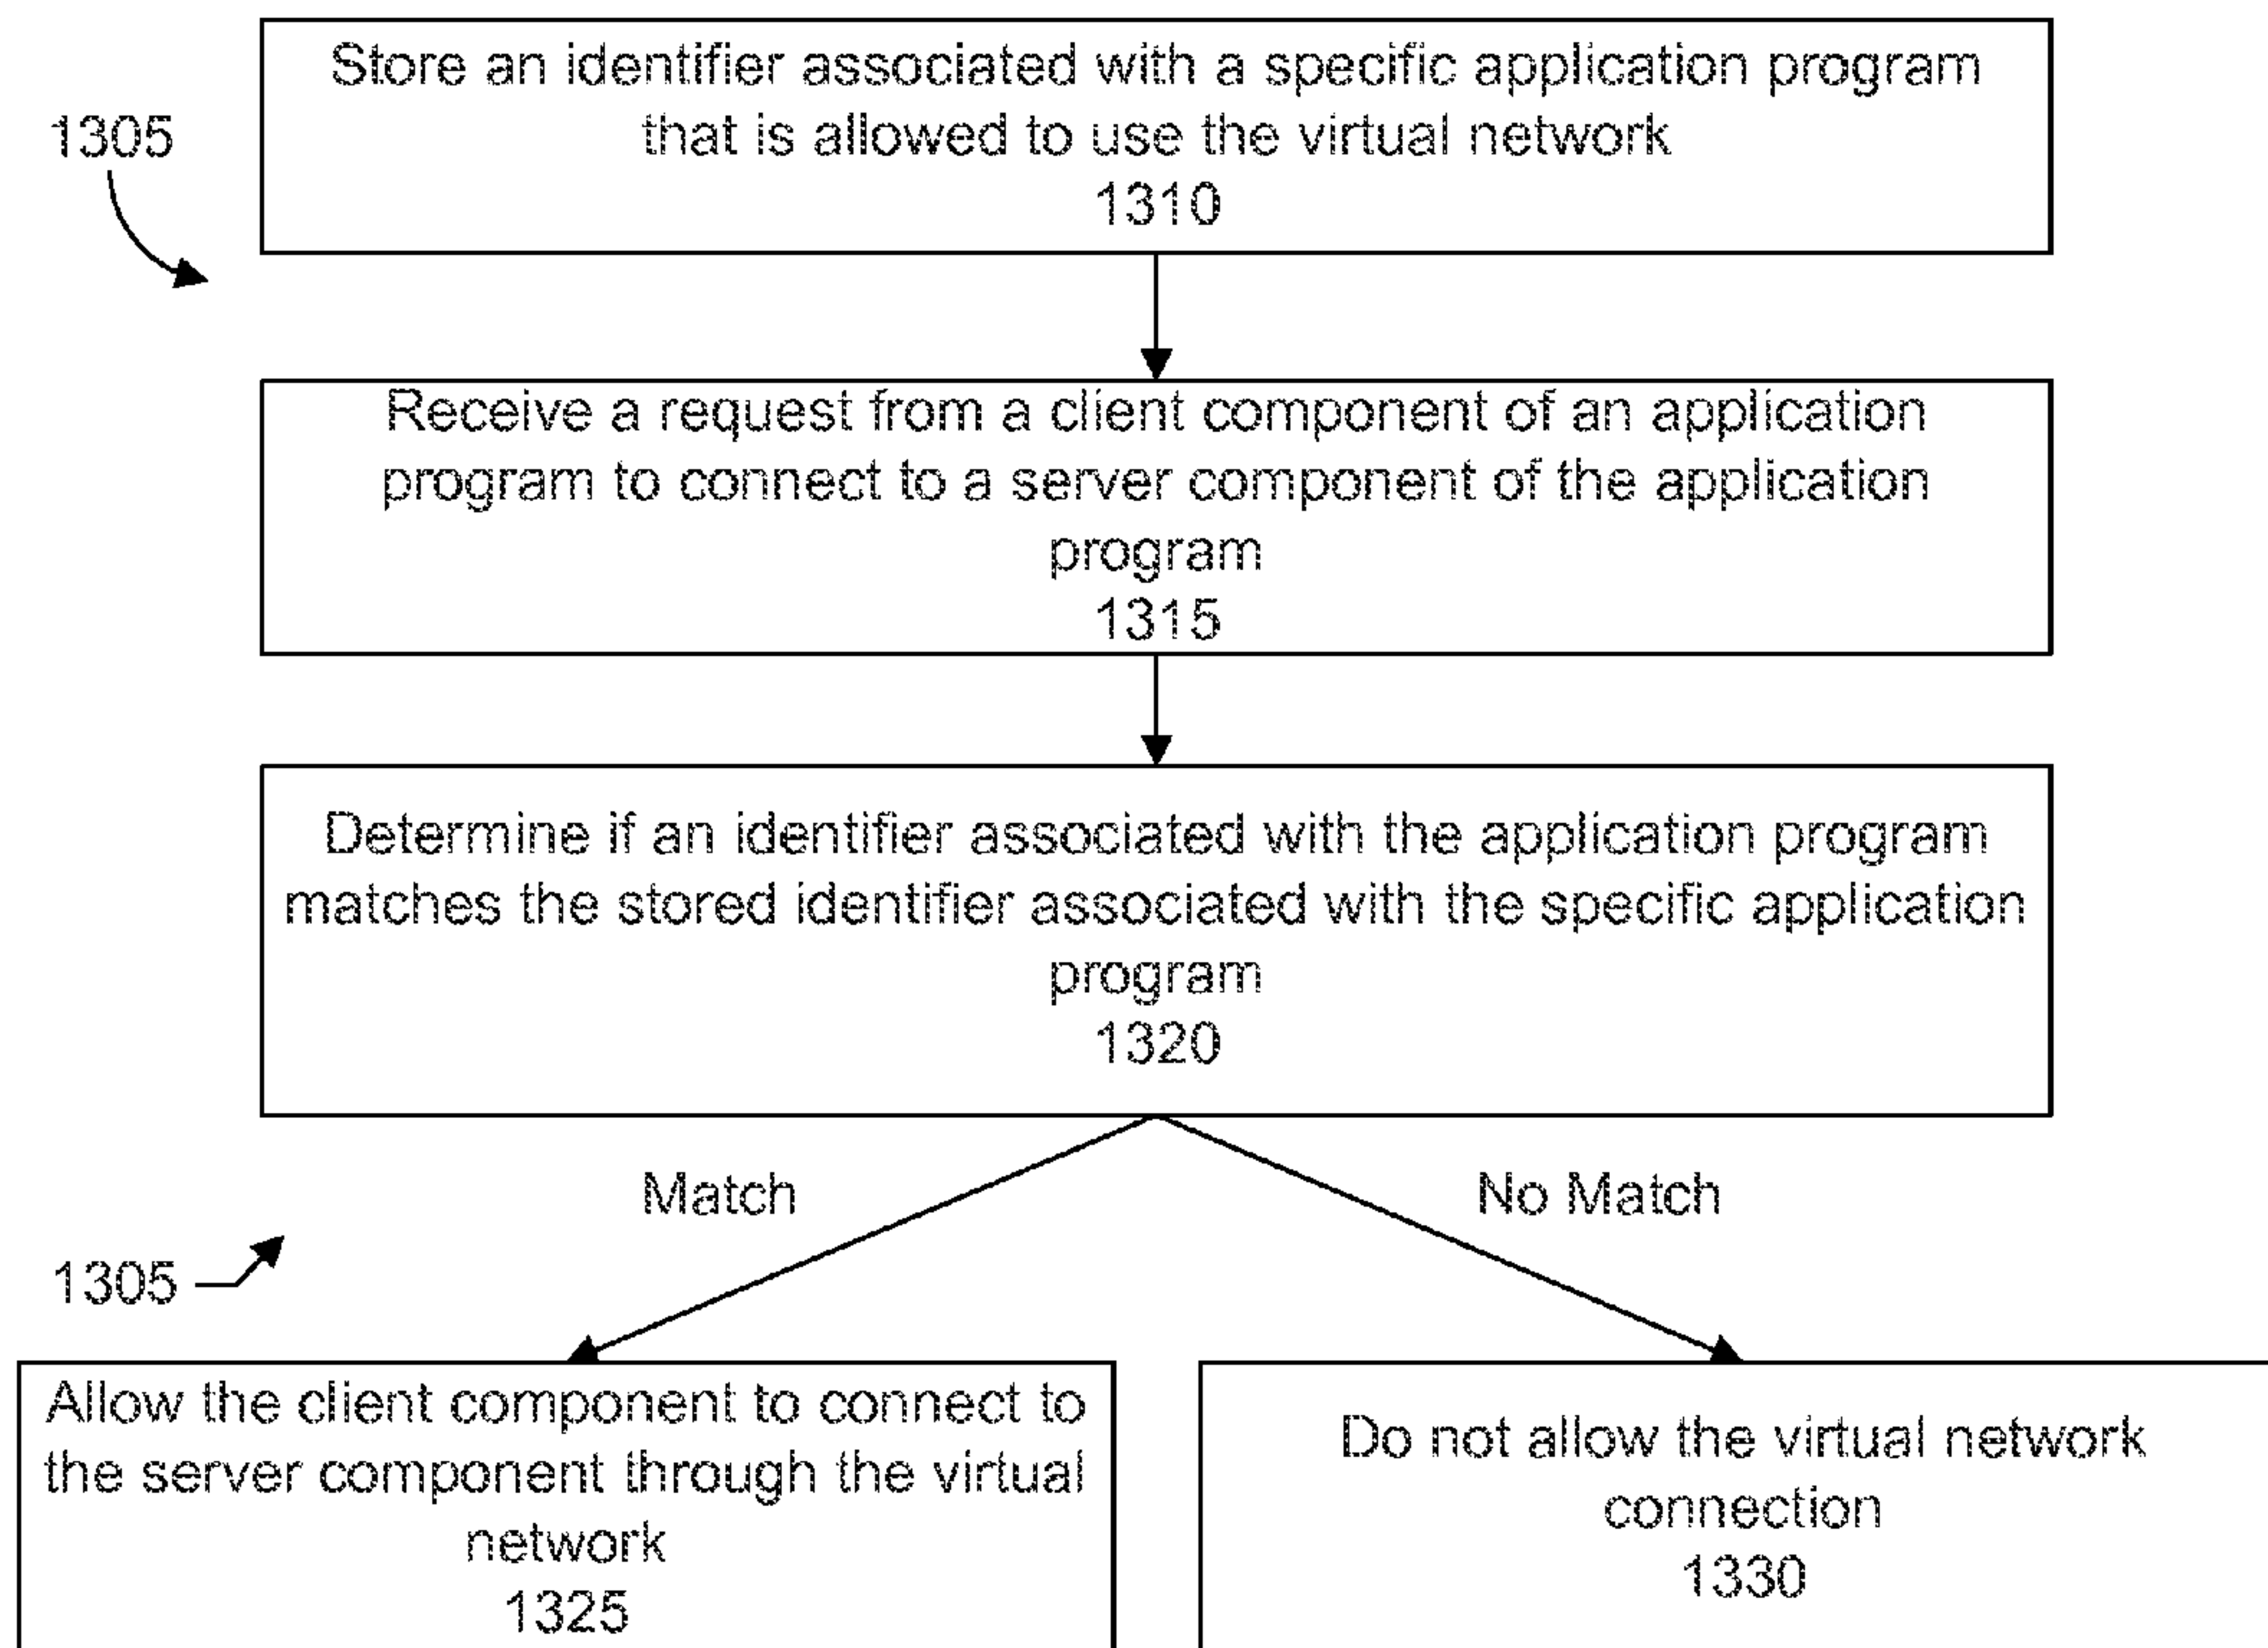 Store an identifier associated with a specific application program
that is allowed to use the virtual network
1310
1305
Receive a request from a client component of an application
program to connect to a server component of the application
program
1315
Determine if an identifier associated with the application program
matches the stored identifier associated with the specific application
program
1320
Match
No Match
1305
Allow the client component to connect to
the server component through the virtual
network
1325
Do not allow the virtual network
connection
1330